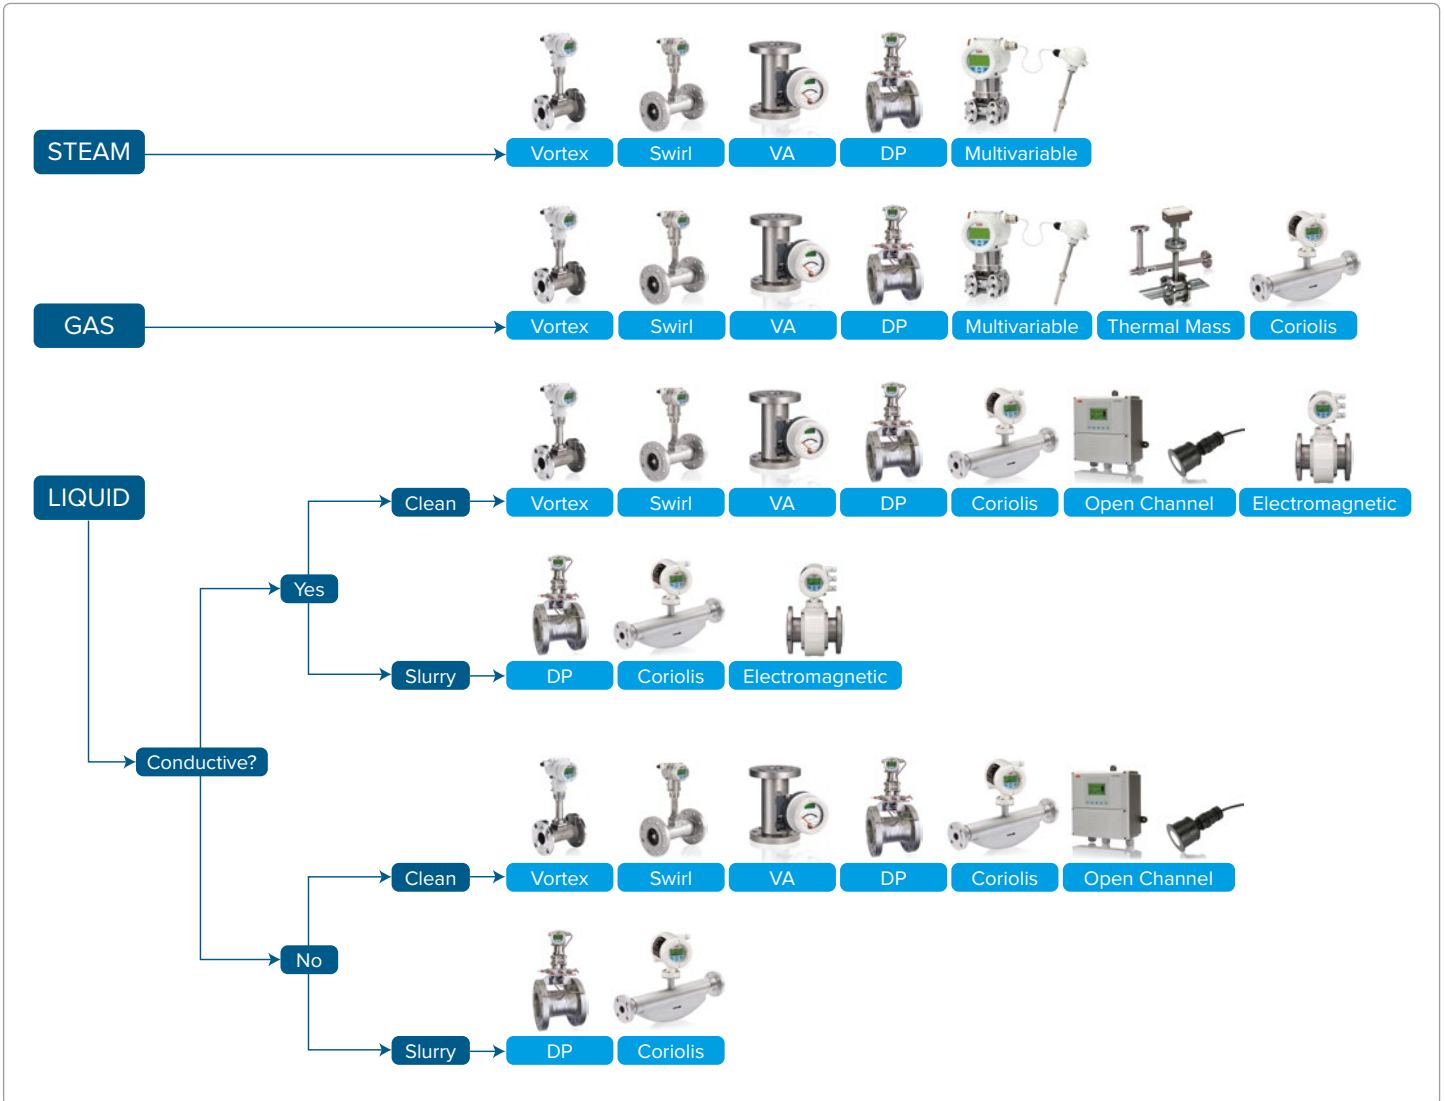 STEAM
Vortex Swirl VA DP Multivariable
GAS
Vortex Swirl VA DP Multivariable Thermal Mass Coriolis
LIQUID
Clean Vortex Swirl VA DP Coriolis Open Channel Electromagnetic
Yes
Slurry DP Coriolis Electromagnetic
Conductive?
Clean Vortex Swirl VA DP Coriolis Open Channel
No
Slurry DP Coriolis